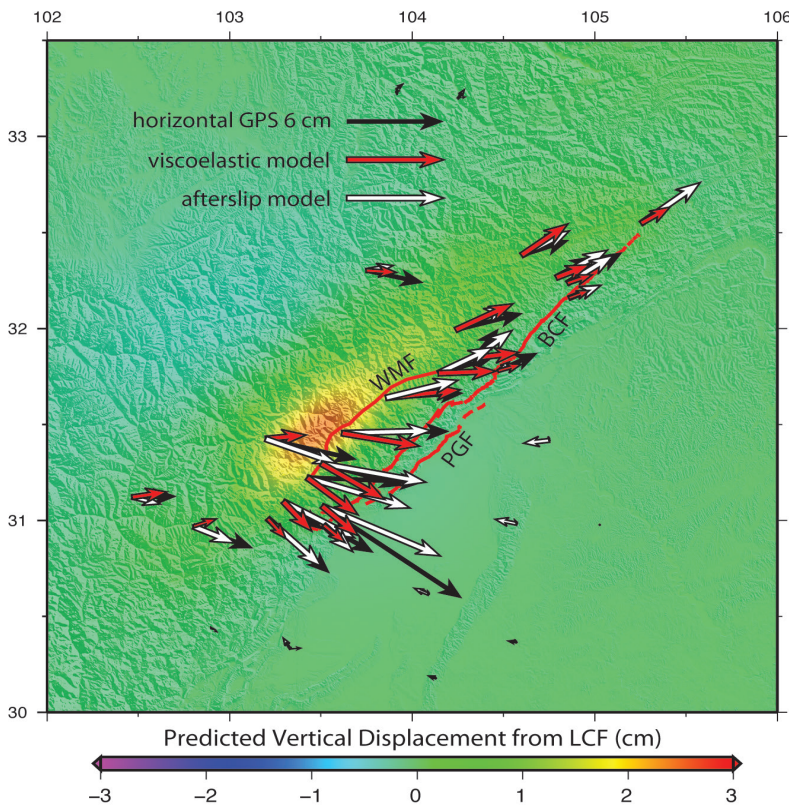 102 103 104 105 106
33
32
31
30
horizontal GPS 6 cm
viscoelastic model
afterslip model
WMF
BCF
PGF
Predicted Vertical Displacement from LCF (cm)
−3 −2 −1 0 1 2 3